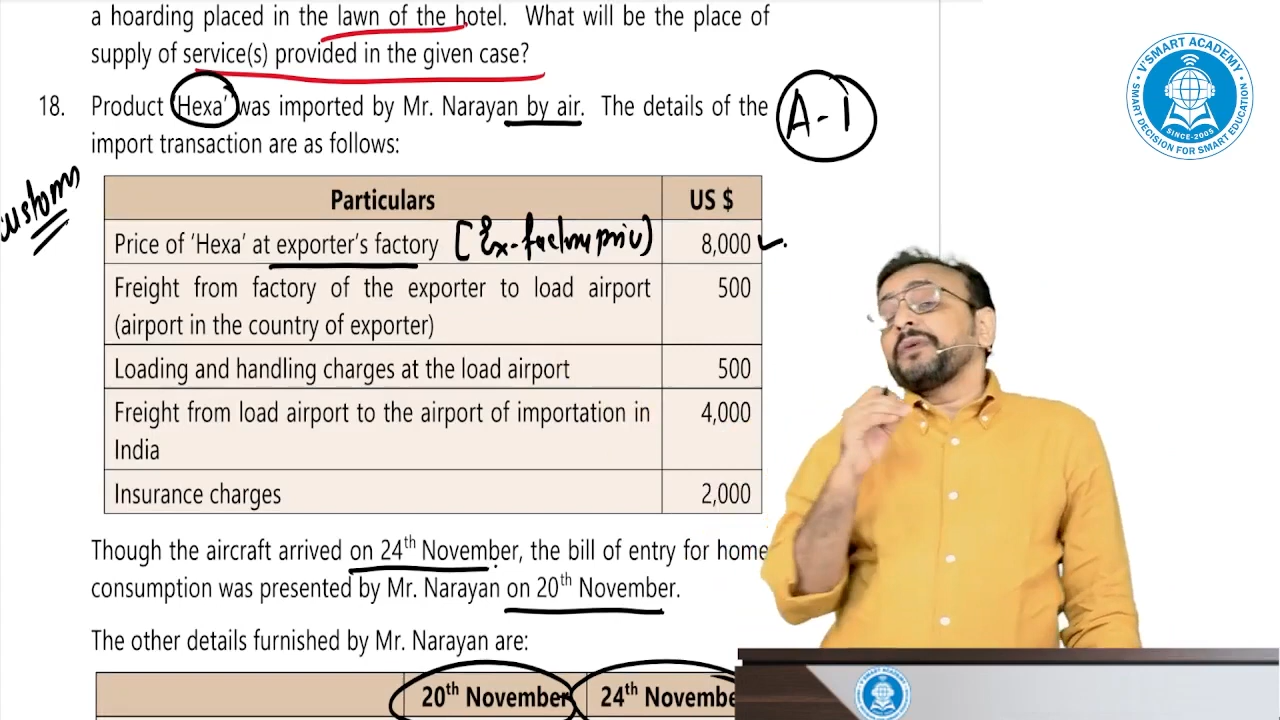 a hoarding placed in the lawn of the hotel. What will be the place of
supply of service(s) provided in the given case?
18. Product 'Hexa' was imported by Mr. Narayan by air. The details of the
import transaction are as follows:
A-1
V'SMART ACADEMY
SINCE-2005
SMART DECISION FOR SMART EDUCATION
Customs
Particulars US $
Price of 'Hexa' at exporter's factory [Ex-factory price] 8,000
Freight from factory of the exporter to load airport 500
(airport in the country of exporter)
Loading and handling charges at the load airport 500
Freight from load airport to the airport of importation in 4,000
India
Insurance charges 2,000
Though the aircraft arrived on 24th November, the bill of entry for home
consumption was presented by Mr. Narayan on 20th November.
The other details furnished by Mr. Narayan are:
20th November 24th Novembe